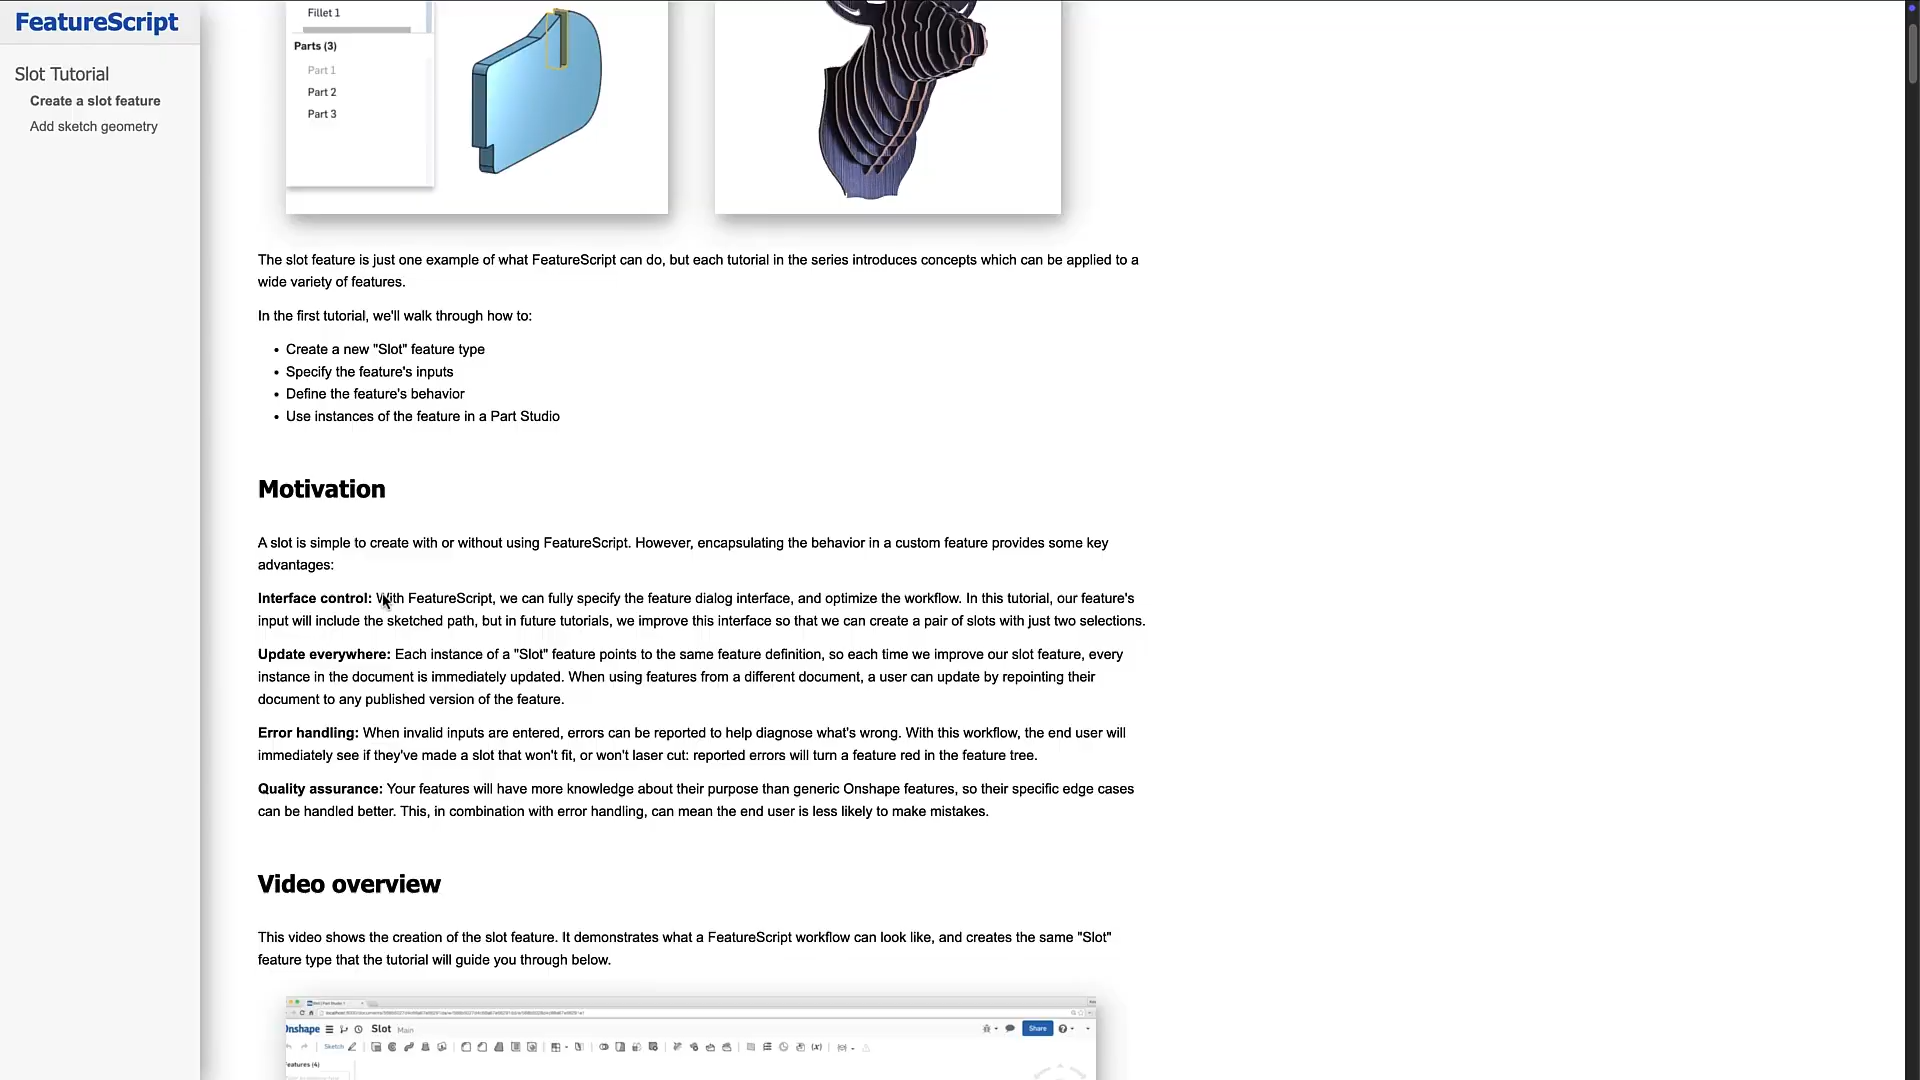 FeatureScript
Slot Tutorial
Create a slot feature
Add sketch geometry
Fillet 1
Parts (3)
Part 1
Part 2
Part 3
The slot feature is just one example of what FeatureScript can do, but each tutorial in the series introduces concepts which can be applied to a
wide variety of features.
In the first tutorial, we'll walk through how to:
• Create a new "Slot" feature type
• Specify the feature's inputs
• Define the feature's behavior
• Use instances of the feature in a Part Studio
Motivation
A slot is simple to create with or without using FeatureScript. However, encapsulating the behavior in a custom feature provides some key
advantages:
Interface control: With FeatureScript, we can fully specify the feature dialog interface, and optimize the workflow. In this tutorial, our feature's
input will include the sketched path, but in future tutorials, we improve this interface so that we can create a pair of slots with just two selections.
Update everywhere: Each instance of a "Slot" feature points to the same feature definition, so each time we improve our slot feature, every
instance in the document is immediately updated. When using features from a different document, a user can update by repointing their
document to any published version of the feature.
Error handling: When invalid inputs are entered, errors can be reported to help diagnose what's wrong. With this workflow, the end user will
immediately see if they've made a slot that won't fit, or won't laser cut: reported errors will turn a feature red in the feature tree.
Quality assurance: Your features will have more knowledge about their purpose than generic Onshape features, so their specific edge cases
can be handled better. This, in combination with error handling, can mean the end user is less likely to make mistakes.
Video overview
This video shows the creation of the slot feature. It demonstrates what a FeatureScript workflow can look like, and creates the same "Slot"
feature type that the tutorial will guide you through below.
Onshape Slot Main Share
Sketch
Features (4)